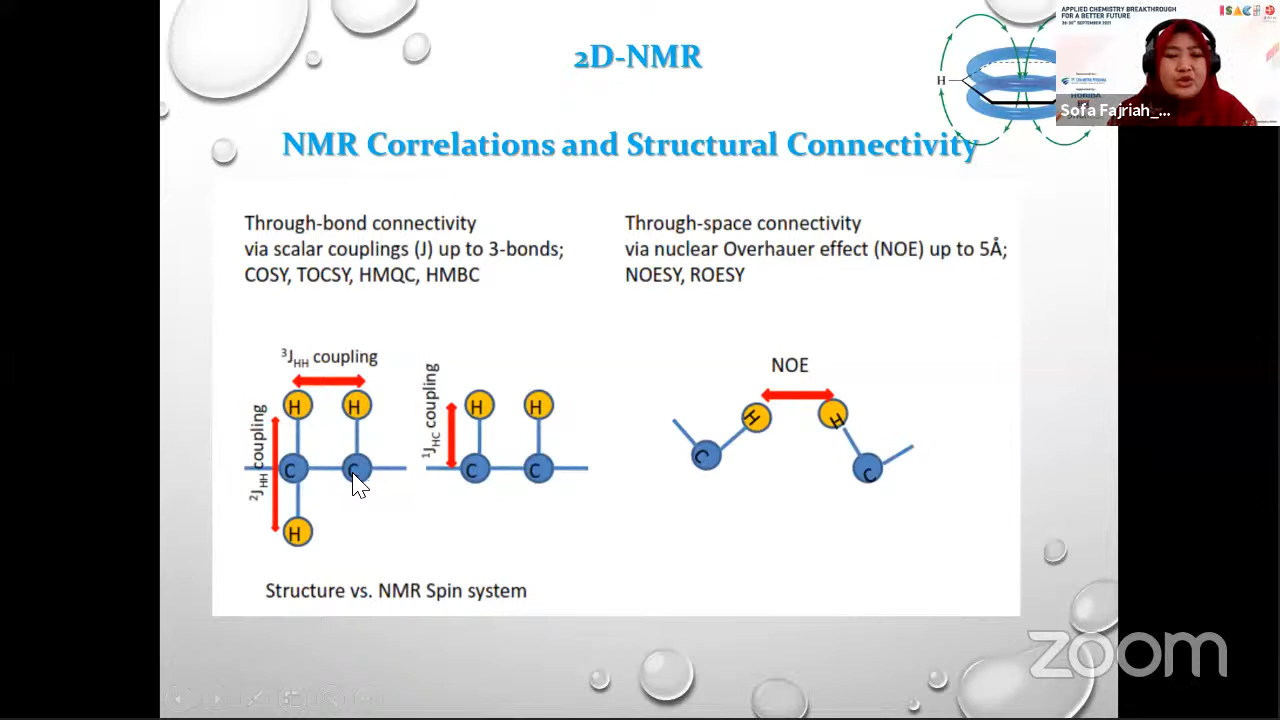 2D-NMR
NMR Correlations and Structural Connectivity
H
APPLIED CHEMISTRY BREAKTHROUGH
FOR A BETTER FUTURE
ISAC
HORIBA
Sofa Fajriah_...
Through-bond connectivity
via scalar couplings (J) up to 3-bonds;
COSY, TOCSY, HMQC, HMBC
Through-space connectivity
via nuclear Overhauer effect (NOE) up to 5Å;
NOESY, ROESY
³J_HH coupling
H
H
²J_HH coupling
C
C
H
¹J_HC coupling
H
H
C
C
NOE
H
H
C
C
Structure vs. NMR Spin system
zoom